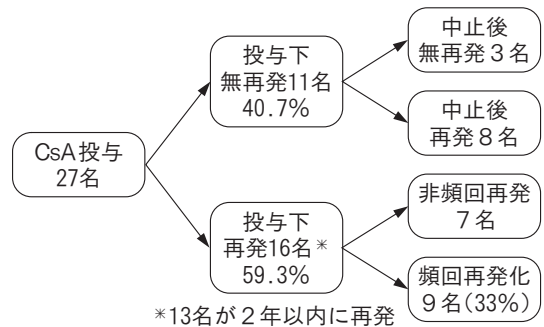 CsA投与
27名
投与下
無再発11名
40.7%
中止後
無再発3名
中止後
再発8名
投与下
再発16名*
59.3%
非頻回再発
7名
頻回再発化
9名(33%)
*13名が2年以内に再発